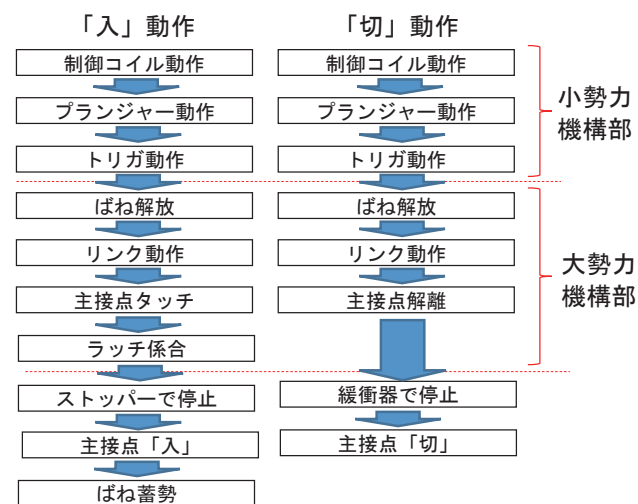 「入」動作
制御コイル動作
プランジャー動作
トリガ動作
ばね解放
リンク動作
主接点タッチ
ラッチ係合
ストッパーで停止
主接点「入」
ばね蓄勢
「切」動作
制御コイル動作
プランジャー動作
トリガ動作
ばね解放
リンク動作
主接点解離
緩衝器で停止
主接点「切」
小勢力
機構部
大勢力
機構部